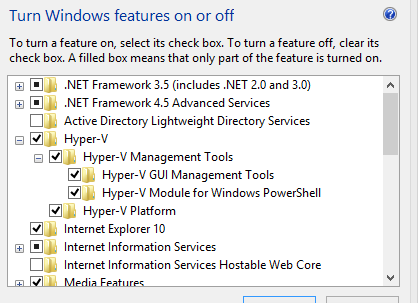 Turn Windows features on or off
To turn a feature on, select its check box. To turn a feature off, clear its
check box. A filled box means that only part of the feature is turned on.
.NET Framework 3.5 (includes .NET 2.0 and 3.0)
.NET Framework 4.5 Advanced Services
Active Directory Lightweight Directory Services
Hyper-V
Hyper-V Management Tools
Hyper-V GUI Management Tools
Hyper-V Module for Windows PowerShell
Hyper-V Platform
Internet Explorer 10
Internet Information Services
Internet Information Services Hostable Web Core
Media Features